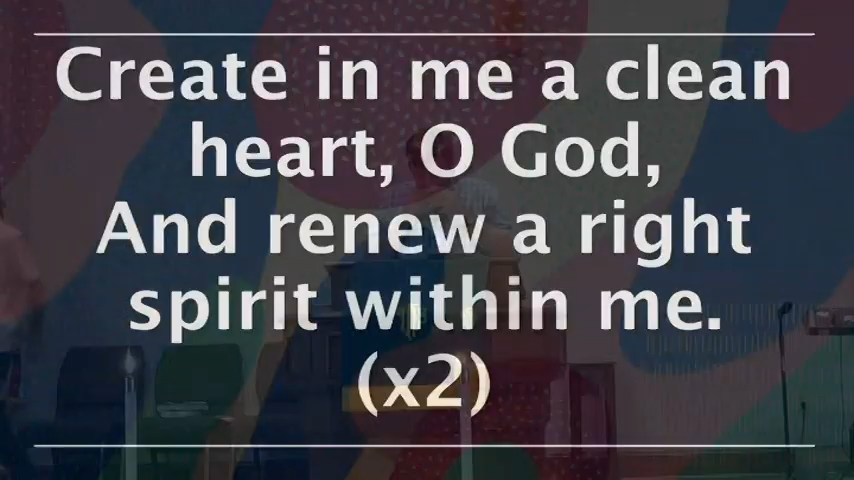 Create in me a clean
heart, O God,
And renew a right
spirit within me.
(x2)